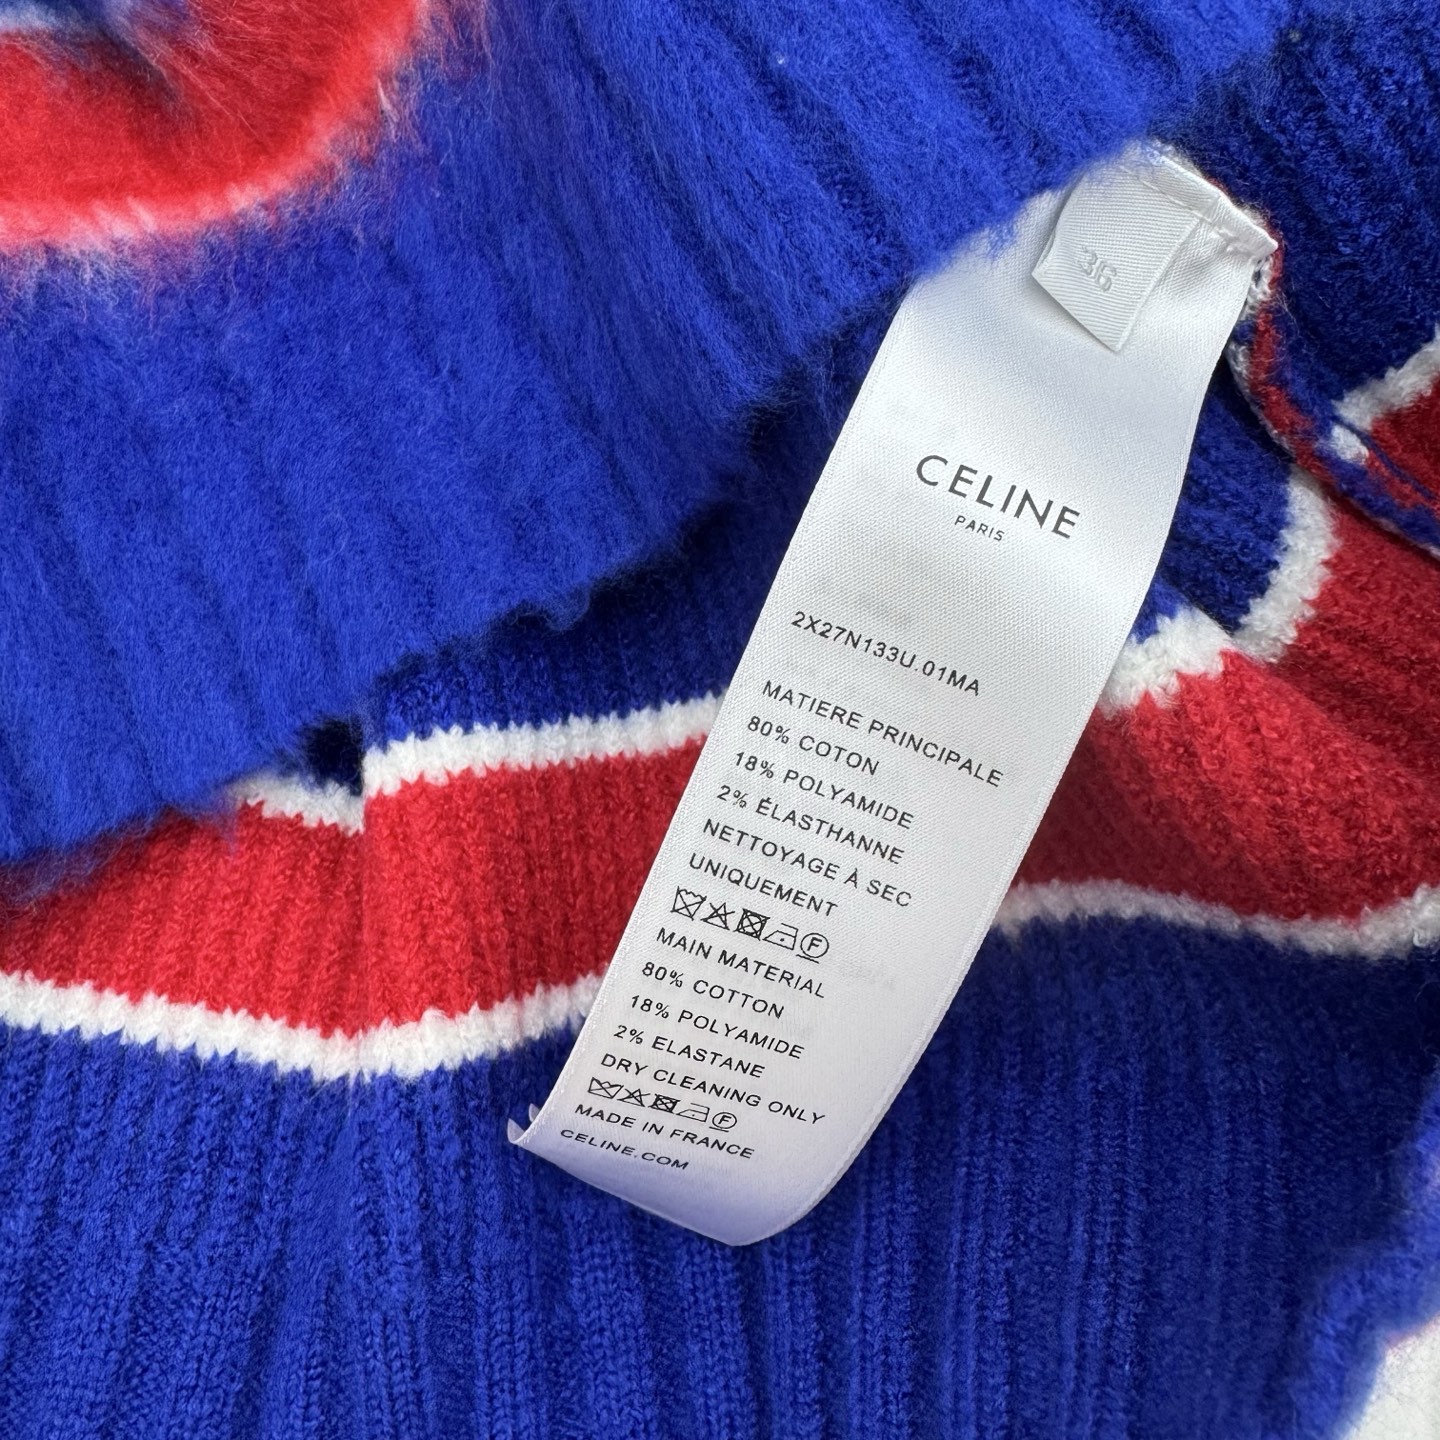 36
CELINE
PARIS
2X27N133U.01MA
MATIERE PRINCIPALE
80% COTON
18% POLYAMIDE
2% ÉLASTHANNE
NETTOYAGE À SEC
UNIQUEMENT
F
MAIN MATERIAL
80% COTTON
18% POLYAMIDE
2% ELASTANE
DRY CLEANING ONLY
F
MADE IN FRANCE
CELINE.COM